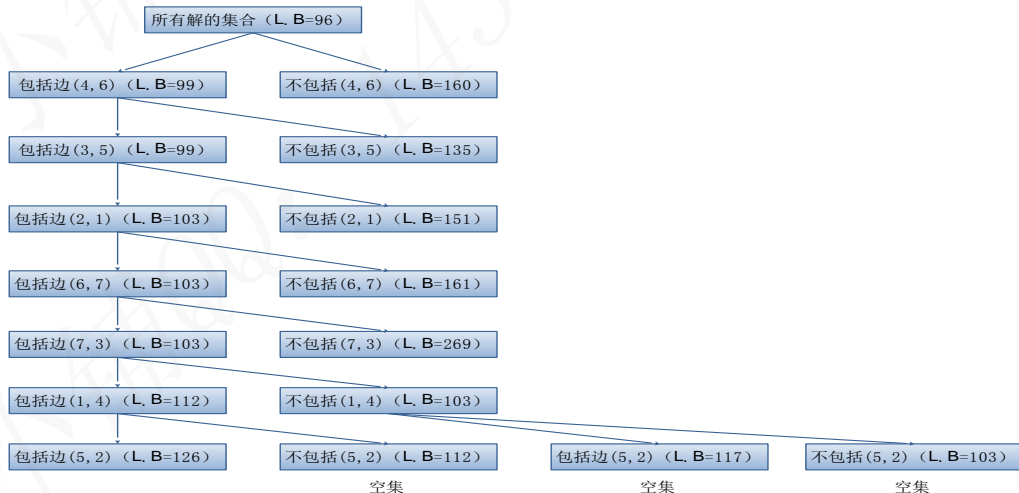 所有解的集合（L.B=96）
包括边(4,6)（L.B=99） 不包括(4,6)（L.B=160）
包括边(3,5)（L.B=99） 不包括(3,5)（L.B=135）
包括边(2,1)（L.B=103） 不包括(2,1)（L.B=151）
包括边(6,7)（L.B=103） 不包括(6,7)（L.B=161）
包括边(7,3)（L.B=103） 不包括(7,3)（L.B=269）
包括边(1,4)（L.B=112） 不包括(1,4)（L.B=103）
包括边(5,2)（L.B=126） 不包括(5,2)（L.B=112） 包括边(5,2)（L.B=117） 不包括(5,2)（L.B=103）
空集 空集 空集